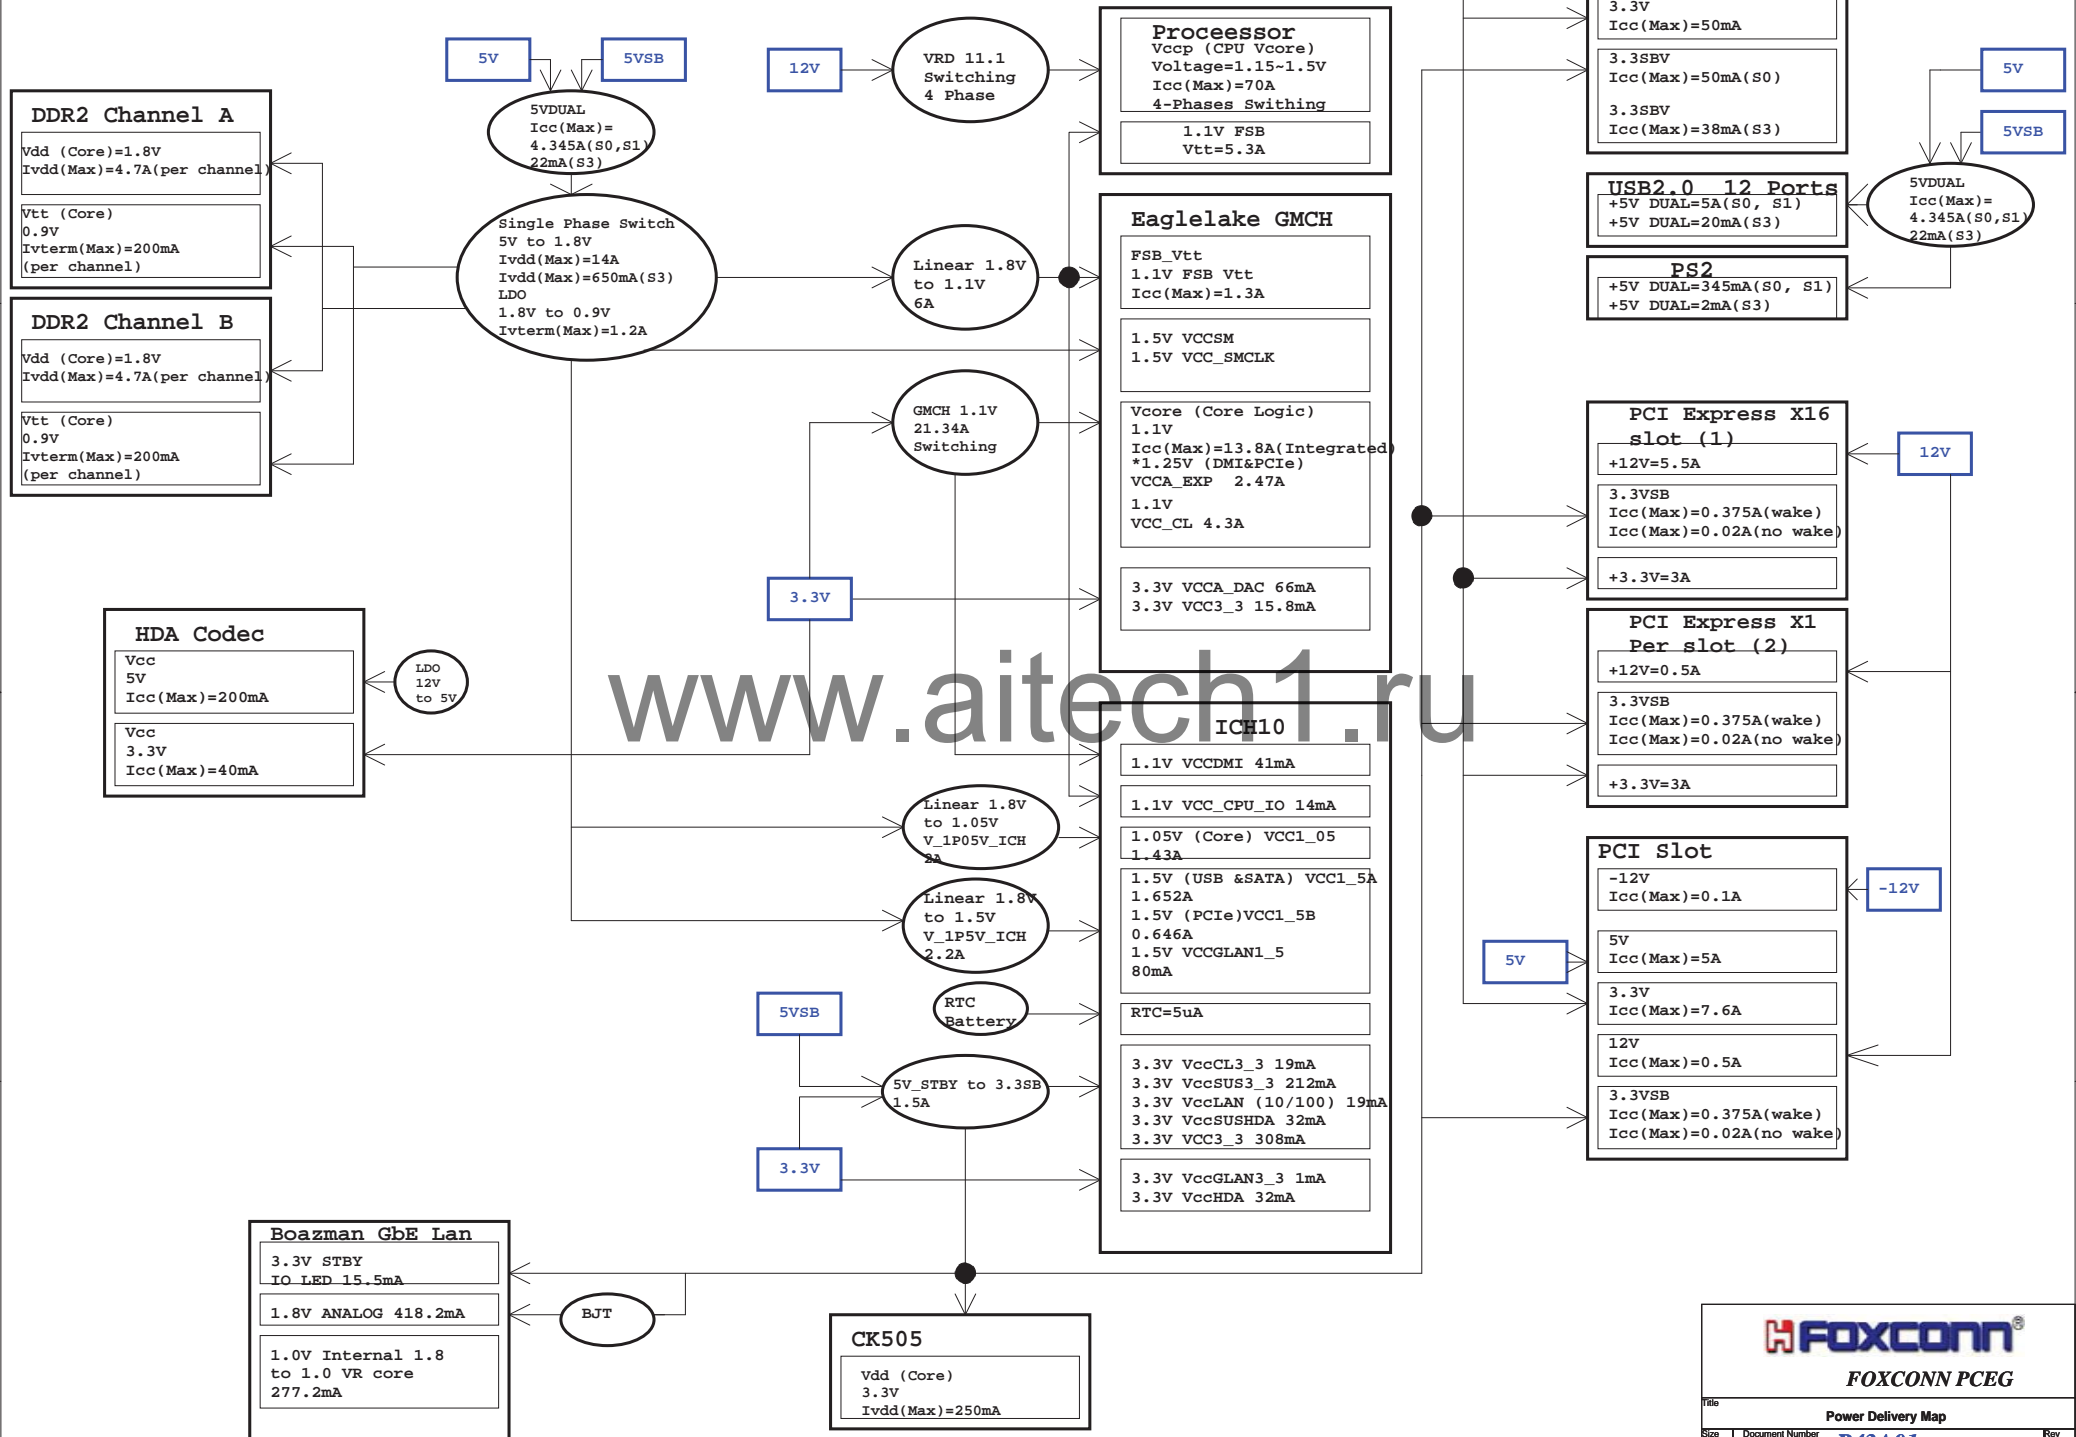 5V
5VSB
5VDUAL
Icc(Max)=
4.345A(S0,S1)
22mA(S3)
DDR2 Channel A
Vdd (Core)=1.8V
Ivdd(Max)=4.7A(per channel)
Vtt (Core)
0.9V
Ivterm(Max)=200mA
(per channel)
DDR2 Channel B
Vdd (Core)=1.8V
Ivdd(Max)=4.7A(per channel)
Vtt (Core)
0.9V
Ivterm(Max)=200mA
(per channel)
Single Phase Switch
5V to 1.8V
Ivdd(Max)=14A
Ivdd(Max)=650mA(S3)
LDO
1.8V to 0.9V
Ivterm(Max)=1.2A
HDA Codec
Vcc
5V
Icc(Max)=200mA
Vcc
3.3V
Icc(Max)=40mA
LDO
12V
to 5V
12V
VRD 11.1
Switching
4 Phase
Linear 1.8V
to 1.1V
6A
GMCH 1.1V
21.34A
Switching
3.3V
Linear 1.8V
to 1.05V
V_1P05V_ICH
2A
Linear 1.8V
to 1.5V
V_1P5V_ICH
2.2A
RTC
Battery
5VSB
5V_STBY to 3.3SB
1.5A
3.3V
Proceessor
Vccp (CPU Vcore)
Voltage=1.15~1.5V
Icc(Max)=70A
4-Phases Swithing
1.1V FSB
Vtt=5.3A
Eaglelake GMCH
FSB_Vtt
1.1V FSB Vtt
Icc(Max)=1.3A
1.5V VCCSM
1.5V VCC_SMCLK
Vcore (Core Logic)
1.1V
Icc(Max)=13.8A(Integrated)
*1.25V (DMI&PCIe)
VCCA_EXP  2.47A
1.1V
VCC_CL 4.3A
3.3V VCCA_DAC 66mA
3.3V VCC3_3 15.8mA
www.aitech1.ru
ICH10
1.1V VCCDMI 41mA
1.1V VCC_CPU_IO 14mA
1.05V (Core) VCC1_05
1.43A
1.5V (USB &SATA) VCC1_5A
1.652A
1.5V (PCIe)VCC1_5B
0.646A
1.5V VCCGLAN1_5
80mA
RTC=5uA
3.3V VccCL3_3 19mA
3.3V VccSUS3_3 212mA
3.3V VccLAN (10/100) 19mA
3.3V VccSUSHDA 32mA
3.3V VCC3_3 308mA
3.3V VccGLAN3_3 1mA
3.3V VccHDA 32mA
Boazman GbE Lan
3.3V STBY
IO LED 15.5mA
1.8V ANALOG 418.2mA
1.0V Internal 1.8
to 1.0 VR core
277.2mA
BJT
CK505
Vdd (Core)
3.3V
Ivdd(Max)=250mA
3.3V
Icc(Max)=50mA
3.3SBV
Icc(Max)=50mA(S0)
3.3SBV
Icc(Max)=38mA(S3)
5V
5VSB
5VDUAL
Icc(Max)=
4.345A(S0,S1)
22mA(S3)
USB2.0  12 Ports
+5V DUAL=5A(S0, S1)
+5V DUAL=20mA(S3)
PS2
+5V DUAL=345mA(S0, S1)
+5V DUAL=2mA(S3)
PCI Express X16
slot (1)
+12V=5.5A
3.3VSB
Icc(Max)=0.375A(wake)
Icc(Max)=0.02A(no wake)
+3.3V=3A
12V
PCI Express X1
Per slot (2)
+12V=0.5A
3.3VSB
Icc(Max)=0.375A(wake)
Icc(Max)=0.02A(no wake)
+3.3V=3A
PCI Slot
-12V
Icc(Max)=0.1A
-12V
5V
5V
Icc(Max)=5A
3.3V
Icc(Max)=7.6A
12V
Icc(Max)=0.5A
3.3VSB
Icc(Max)=0.375A(wake)
Icc(Max)=0.02A(no wake)
FOXCONN®
FOXCONN PCEG
Title
Power Delivery Map
Size
Document Number
Rev